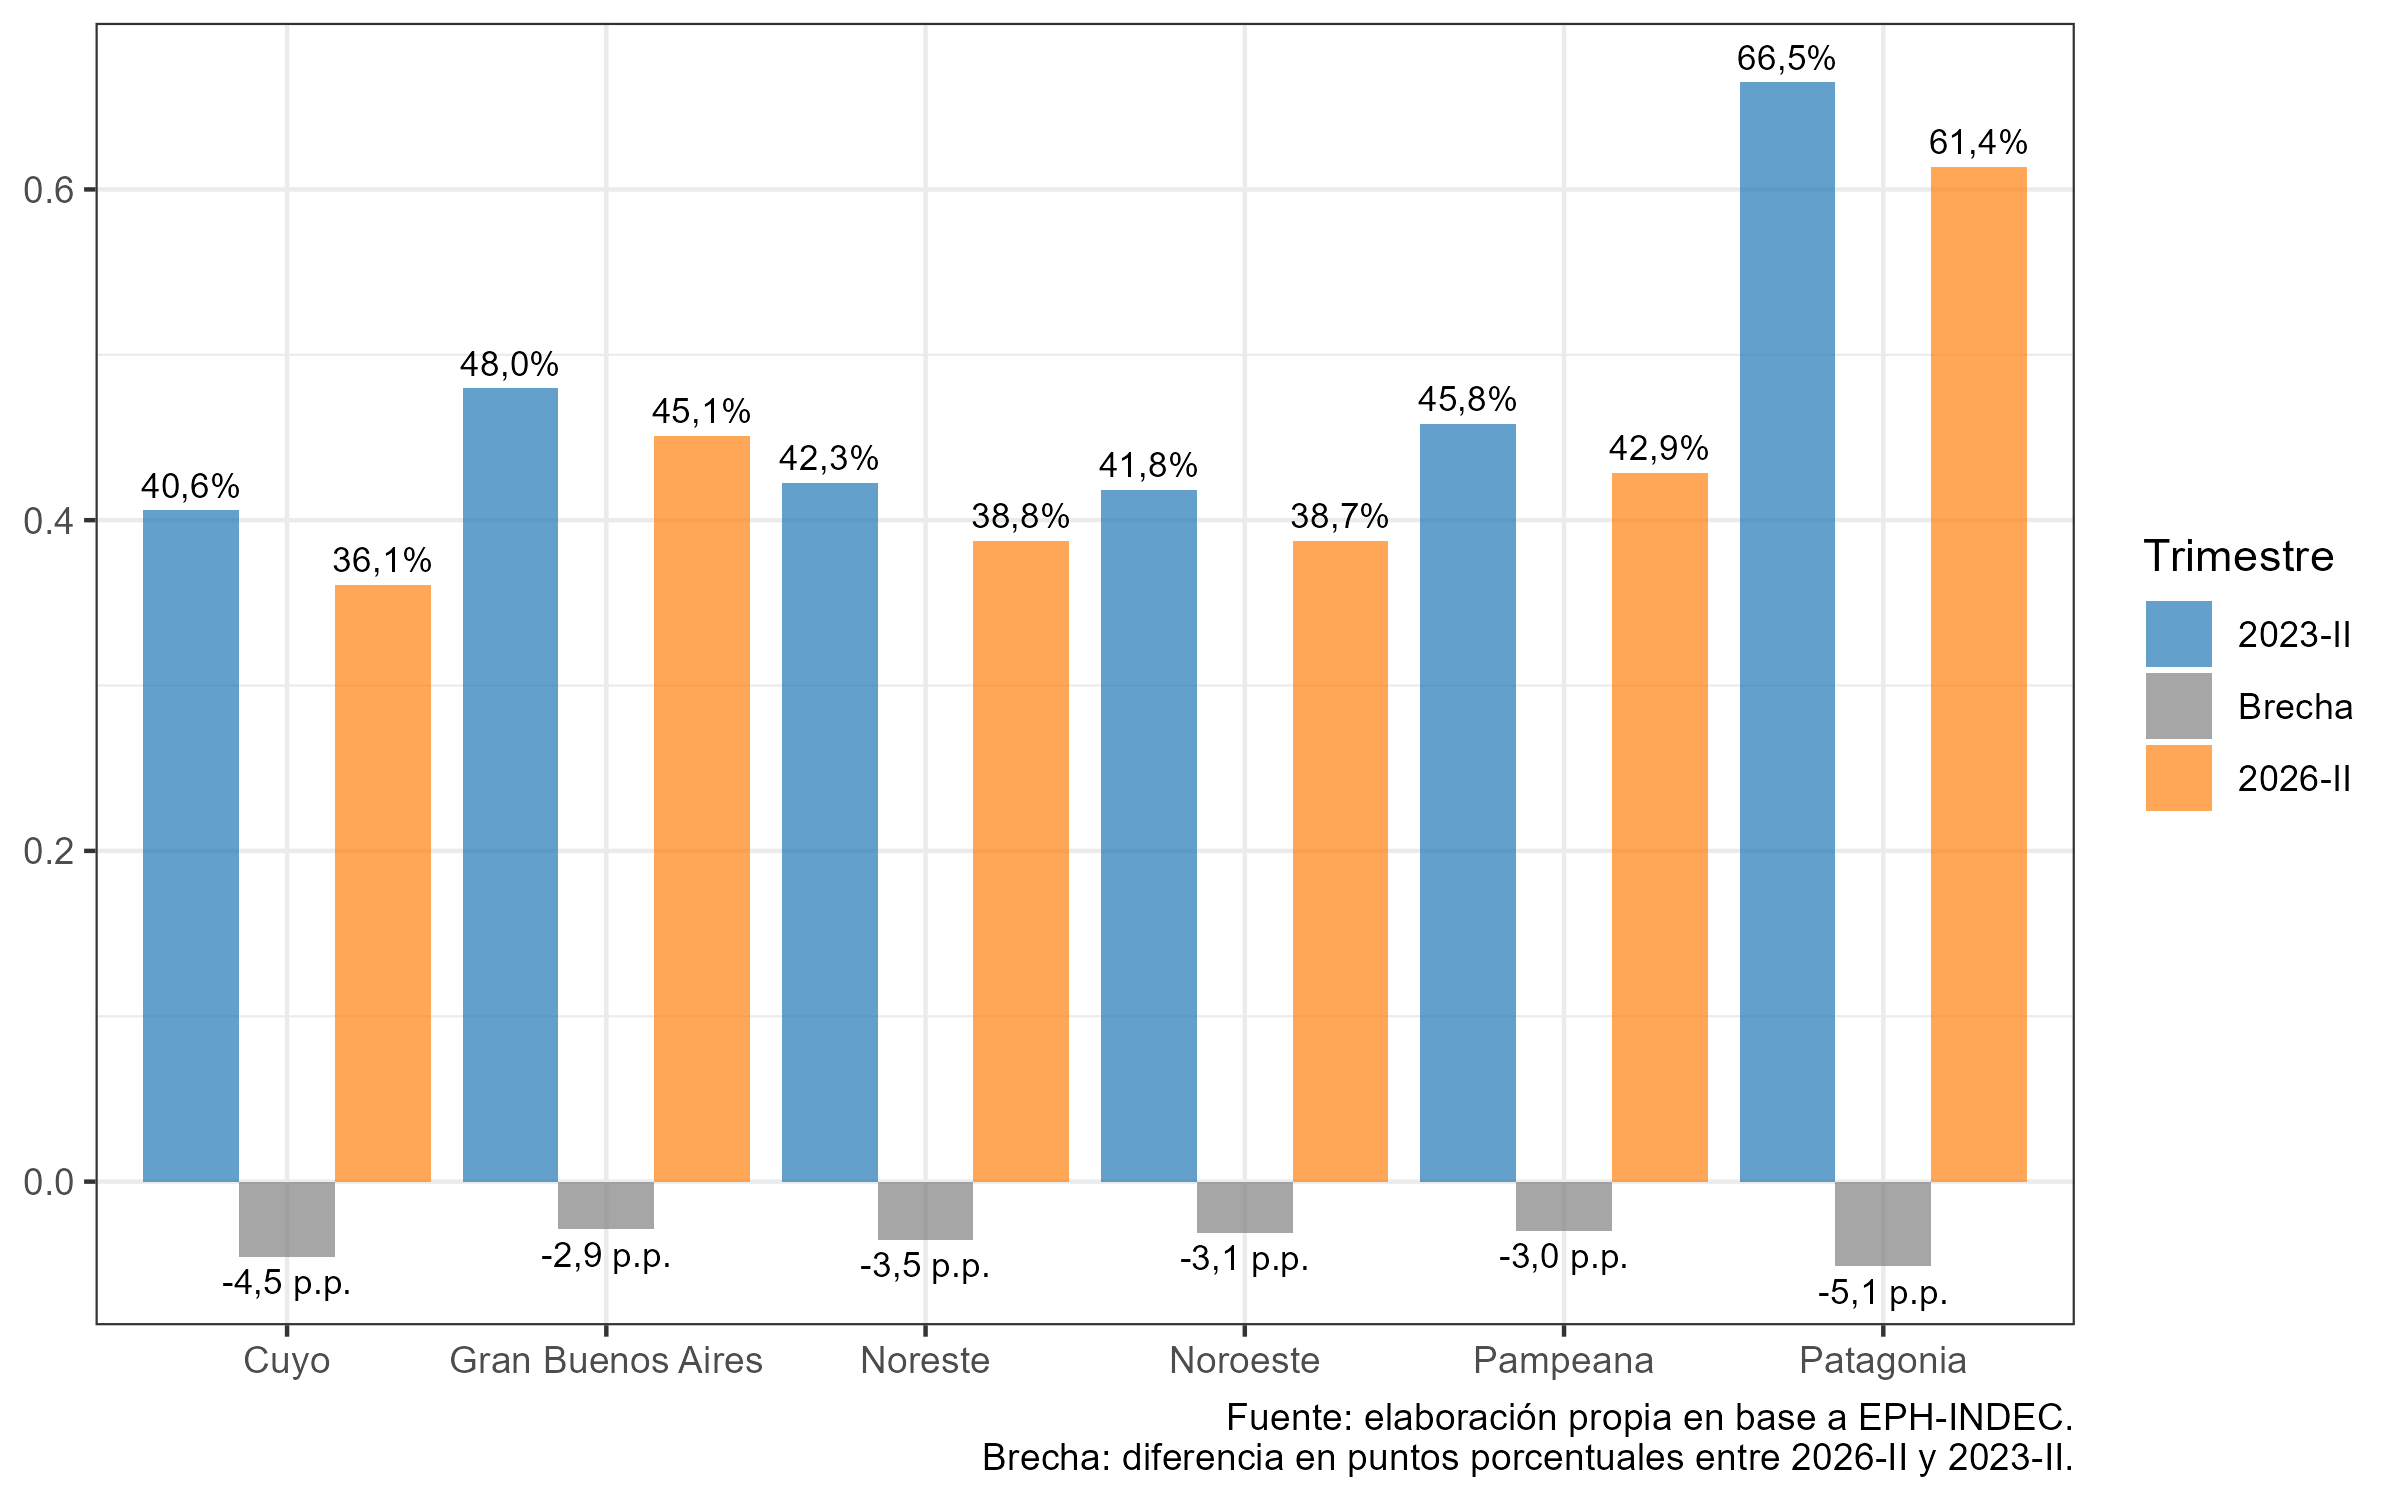 66,5%
61,4%
0.6
48,0%
45,8%
45,1%
42,3%
41,8%
42,9%
40,6%
38,8%
38,7%
0.4
36,1%
Trimestre
2023-II
Brecha
2026-II
0.2
0.0
-4,5 p.p.
-2,9 p.p.
-3,5 p.p.
-3,1 p.p.
-3,0 p.p.
-5,1 p.p.
Cuyo
Gran Buenos Aires
Noreste
Noroeste
Pampeana
Patagonia
Fuente: elaboración propia en base a EPH-INDEC.
Brecha: diferencia en puntos porcentuales entre 2026-II y 2023-II.